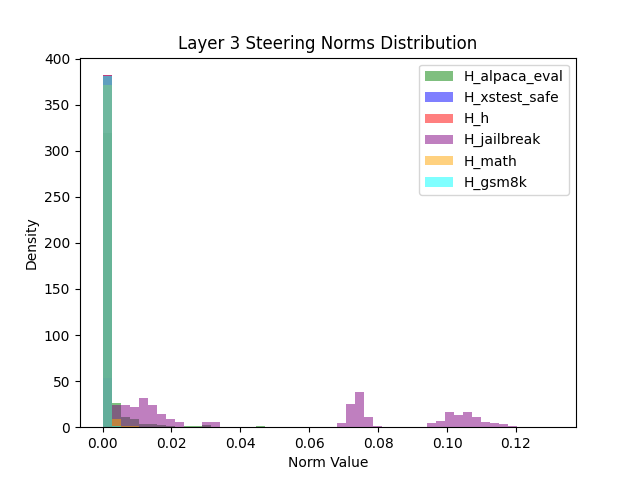 Layer 3 Steering Norms Distribution
400
350
300
250
200
150
100
50
0
Density
H_alpaca_eval
H_xstest_safe
H_h
H_jailbreak
H_math
H_gsm8k
0.00 0.02 0.04 0.06 0.08 0.10 0.12
Norm Value